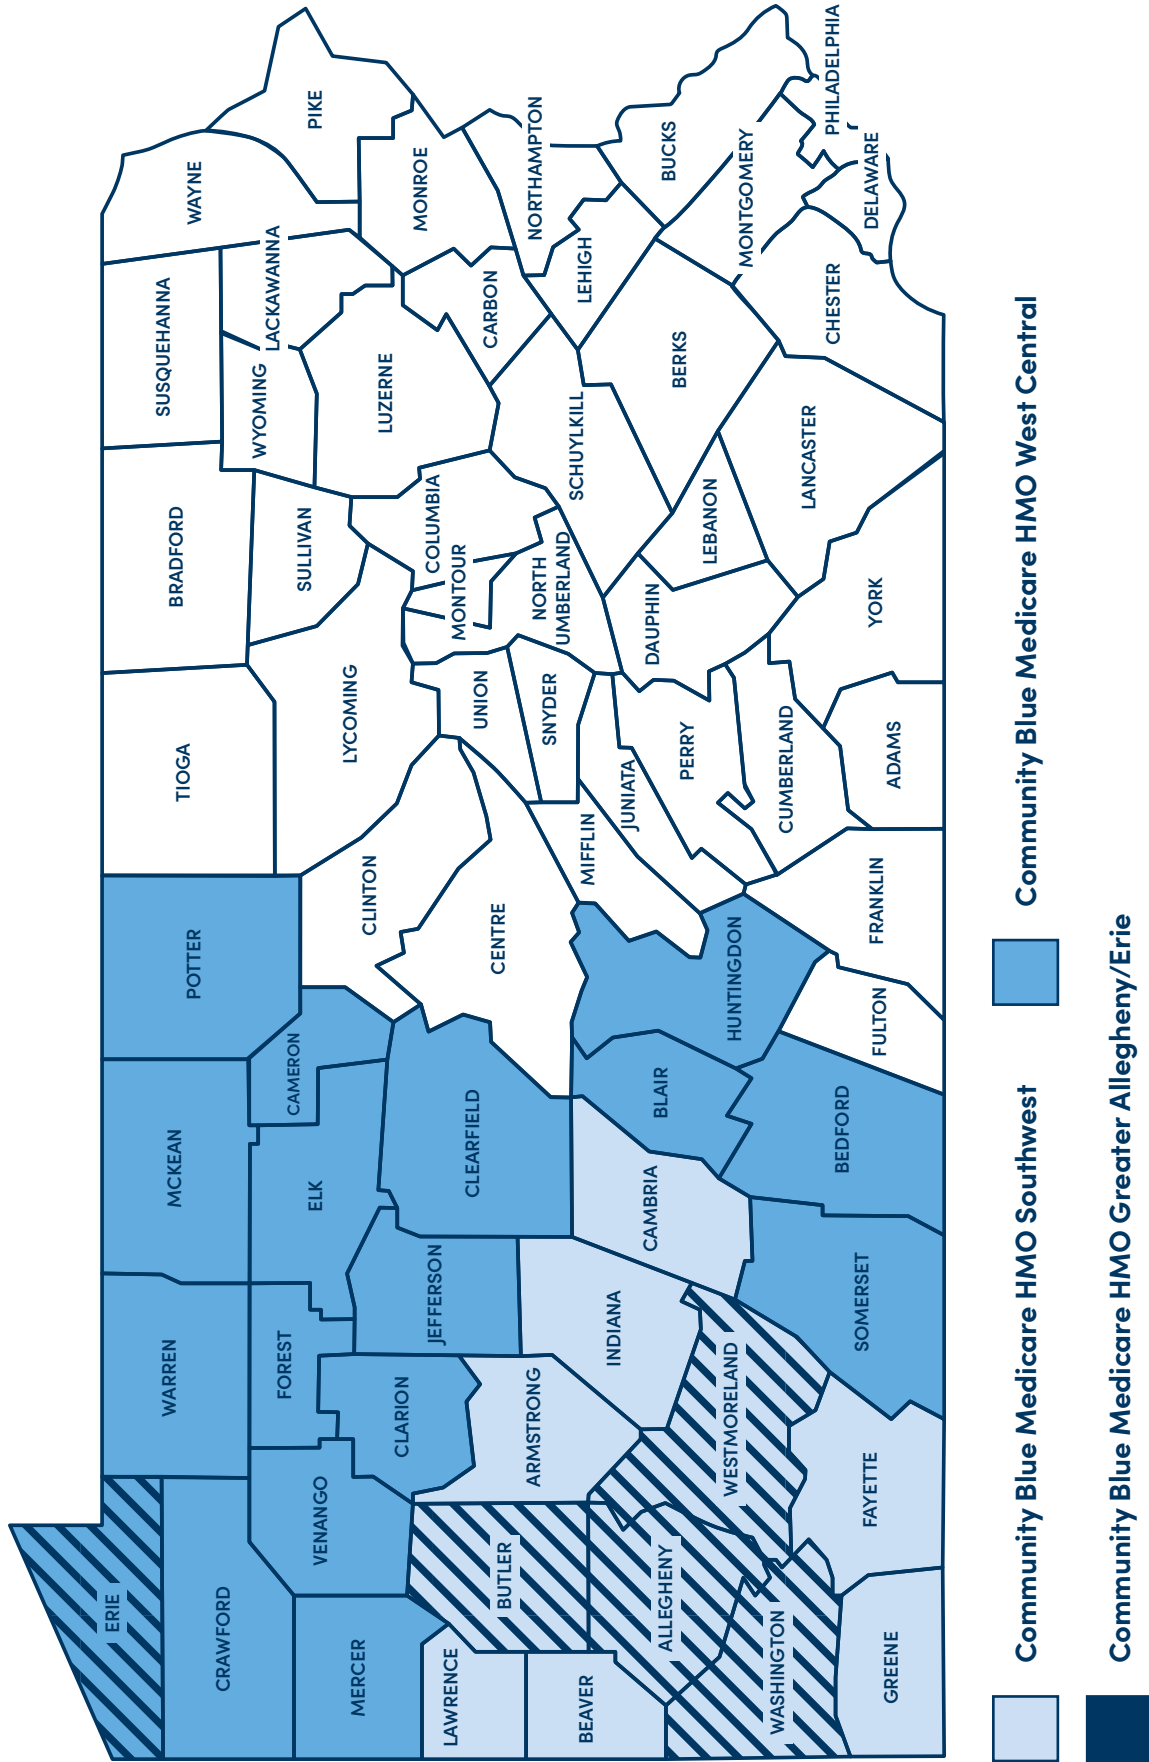 ERIE
CRAWFORD
WARREN
MCKEAN
POTTER
TIOGA
BRADFORD
SUSQUEHANNA
WAYNE
PIKE
MERCER
VENANGO
FOREST
ELK
CAMERON
CLINTON
LYCOMING
SULLIVAN
WYOMING
LACKAWANNA
LUZERNE
MONROE
LAWRENCE
BUTLER
CLARION
JEFFERSON
CLEARFIELD
CENTRE
UNION
MONTOUR
COLUMBIA
CARBON
NORTHAMPTON
BEAVER
ARMSTRONG
INDIANA
CAMBRIA
BLAIR
HUNTINGDON
MIFFLIN
SNYDER
NORTH
UMBERLAND
SCHUYLKILL
LEHIGH
BUCKS
ALLEGHENY
WESTMORELAND
JUNIATA
PERRY
DAUPHIN
LEBANON
BERKS
MONTGOMERY
PHILADELPHIA
WASHINGTON
SOMERSET
BEDFORD
CUMBERLAND
LANCASTER
CHESTER
DELAWARE
GREENE
FAYETTE
FULTON
FRANKLIN
ADAMS
YORK
Community Blue Medicare HMO Southwest
Community Blue Medicare HMO West Central
Community Blue Medicare HMO Greater Allegheny/Erie